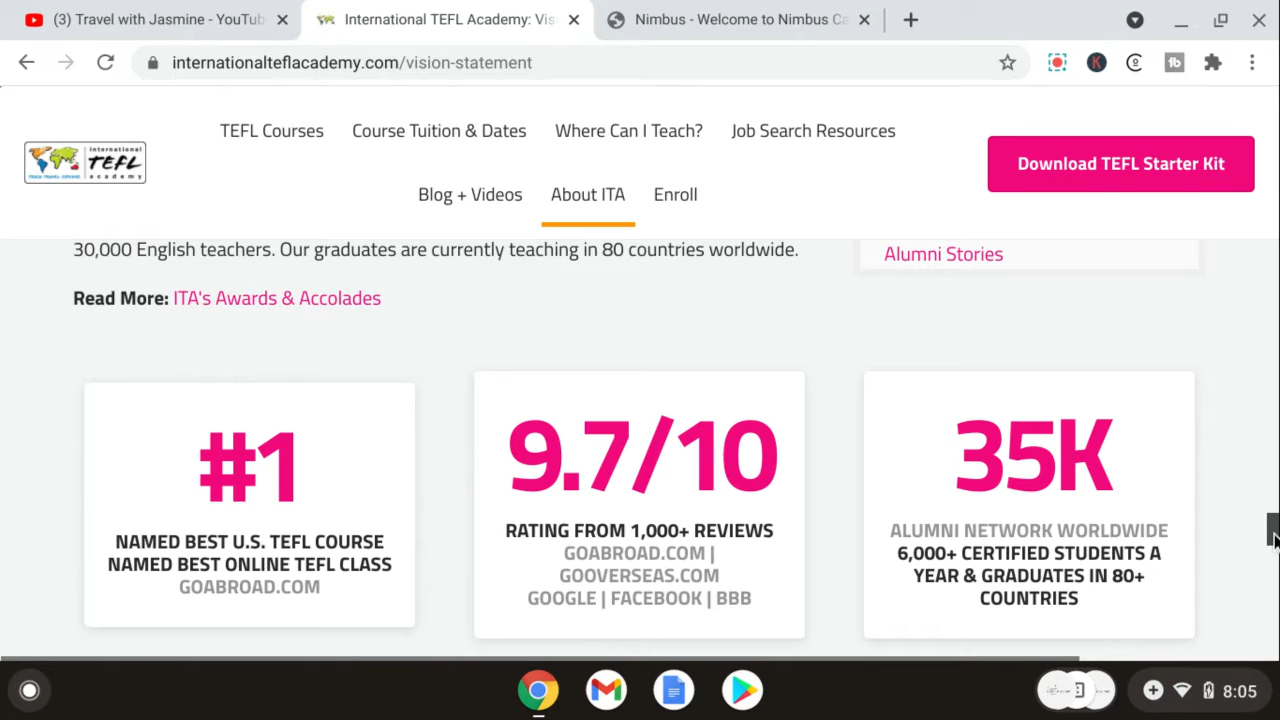 (3) Travel with Jasmine - YouTub
International TEFL Academy: Vis
Nimbus - Welcome to Nimbus Ca
internationalteflacademy.com/vision-statement
international
TEFL
academy
TEFL Courses
Course Tuition & Dates
Where Can I Teach?
Job Search Resources
Blog + Videos
About ITA
Enroll
Download TEFL Starter Kit
30,000 English teachers. Our graduates are currently teaching in 80 countries worldwide.
Read More: ITA's Awards & Accolades
Alumni Stories
#1
NAMED BEST U.S. TEFL COURSE
NAMED BEST ONLINE TEFL CLASS
GOABROAD.COM
9.7/10
RATING FROM 1,000+ REVIEWS
GOABROAD.COM |
GOOVERSEAS.COM
GOOGLE | FACEBOOK | BBB
35K
ALUMNI NETWORK WORLDWIDE
6,000+ CERTIFIED STUDENTS A
YEAR & GRADUATES IN 80+
COUNTRIES
8:05